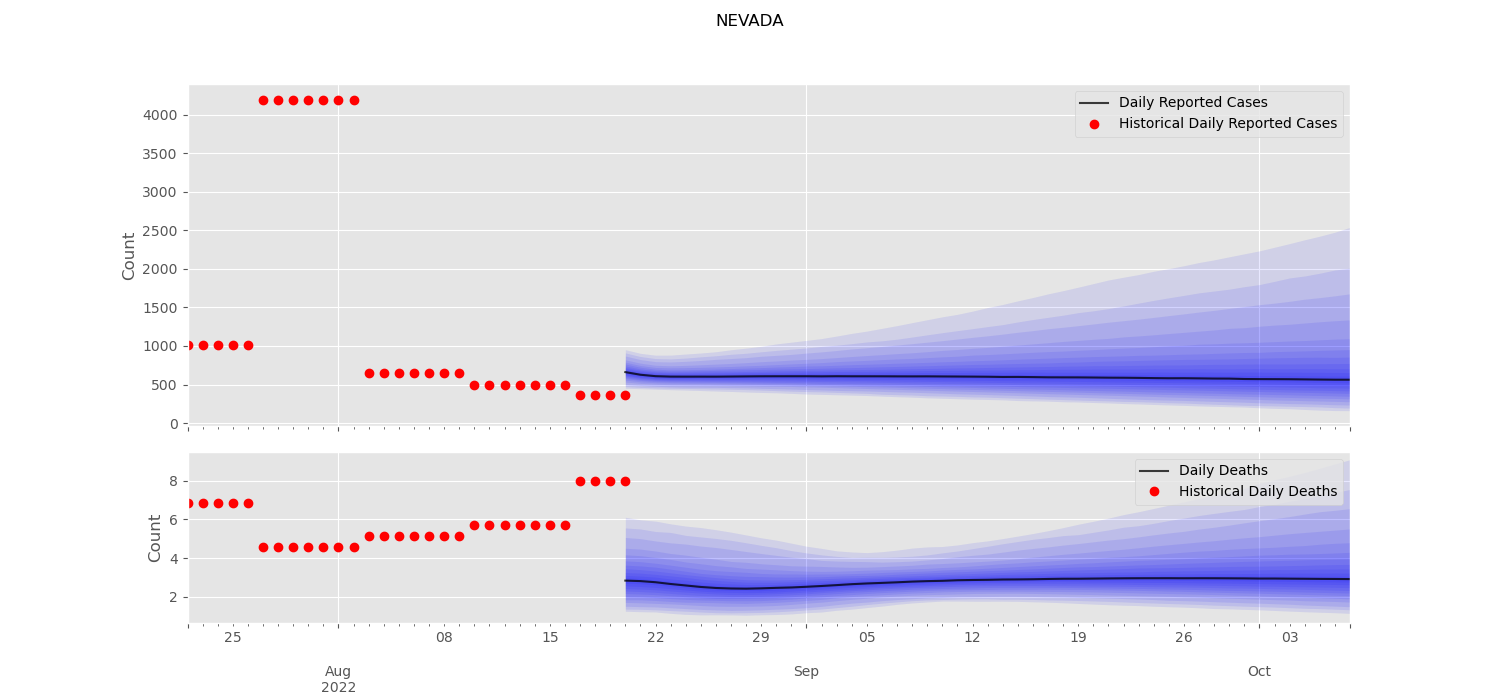 NEVADA
Daily Reported Cases
Historical Daily Reported Cases
Count
4000
3500
3000
2500
2000
1500
1000
500
0
Daily Deaths
Historical Daily Deaths
Count
8
6
4
2
25 08 15 22 29 05 12 19 26 03
Aug Sep Oct
2022